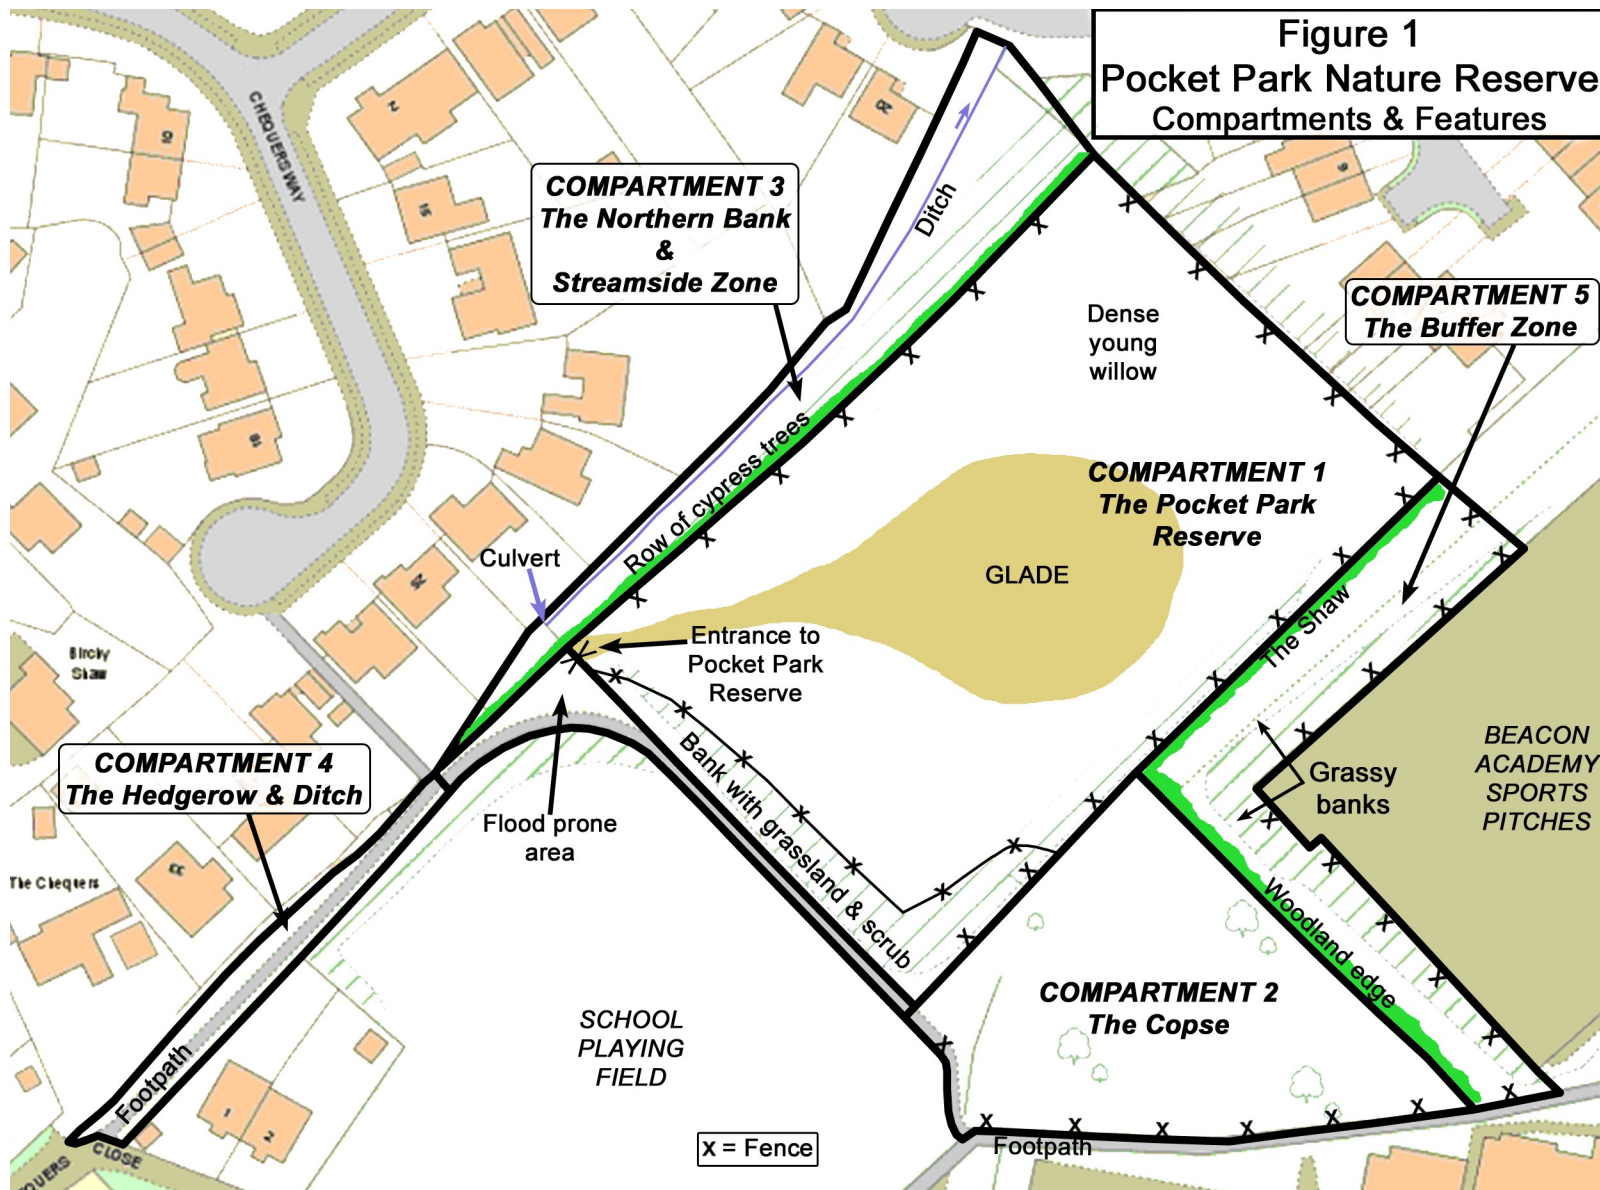 Figure 1
Pocket Park Nature Reserve
Compartments & Features
CHEQUERS WAY
COMPARTMENT 3
The Northern Bank
&
Streamside Zone
Ditch
Dense
young
willow
COMPARTMENT 5
The Buffer Zone
Row of cypress trees
COMPARTMENT 1
The Pocket Park
Reserve
GLADE
Culvert
Entrance to
Pocket Park
Reserve
The Shaw
Birchy
Shaw
COMPARTMENT 4
The Hedgerow & Ditch
Flood prone
area
Bank with grassland & scrub
Grassy
banks
BEACON
ACADEMY
SPORTS
PITCHES
The Chequers
33
Woodland edge
COMPARTMENT 2
The Copse
SCHOOL
PLAYING
FIELD
Footpath
1
2
X = Fence
Footpath
QUERS
CLOSE